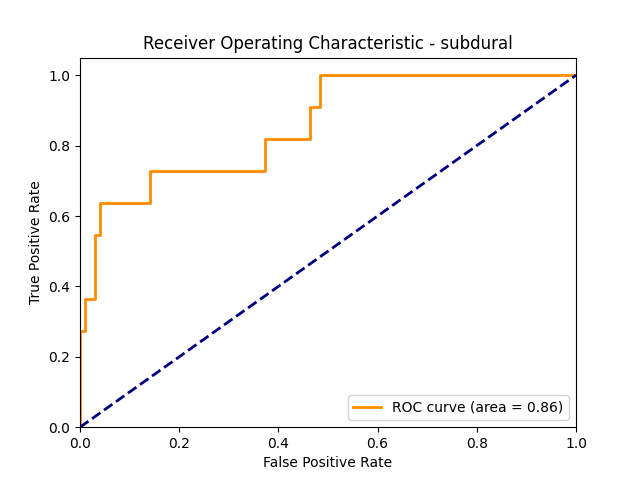 Receiver Operating Characteristic - subdural
True Positive Rate
1.0
0.8
0.6
0.4
0.2
0.0
0.0 0.2 0.4 0.6 0.8 1.0
False Positive Rate
ROC curve (area = 0.86)